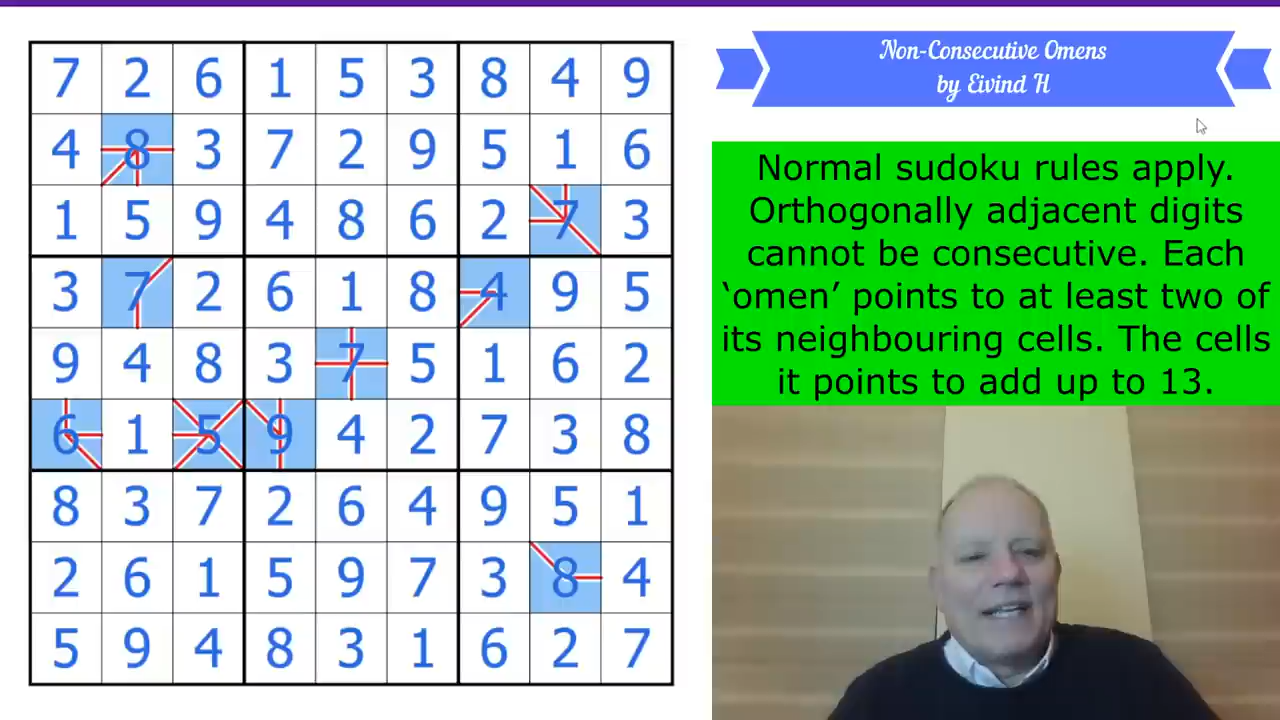 Non-Consecutive Omens
by Eivind H
Normal sudoku rules apply.
Orthogonally adjacent digits
cannot be consecutive. Each
‘omen’ points to at least two of
its neighbouring cells. The cells
it points to add up to 13.
7 2 6 1 5 3 8 4 9
4 8 3 7 2 9 5 1 6
1 5 9 4 8 6 2 7 3
3 7 2 6 1 8 4 9 5
9 4 8 3 7 5 1 6 2
6 1 5 9 4 2 7 3 8
8 3 7 2 6 4 9 5 1
2 6 1 5 9 7 3 8 4
5 9 4 8 3 1 6 2 7